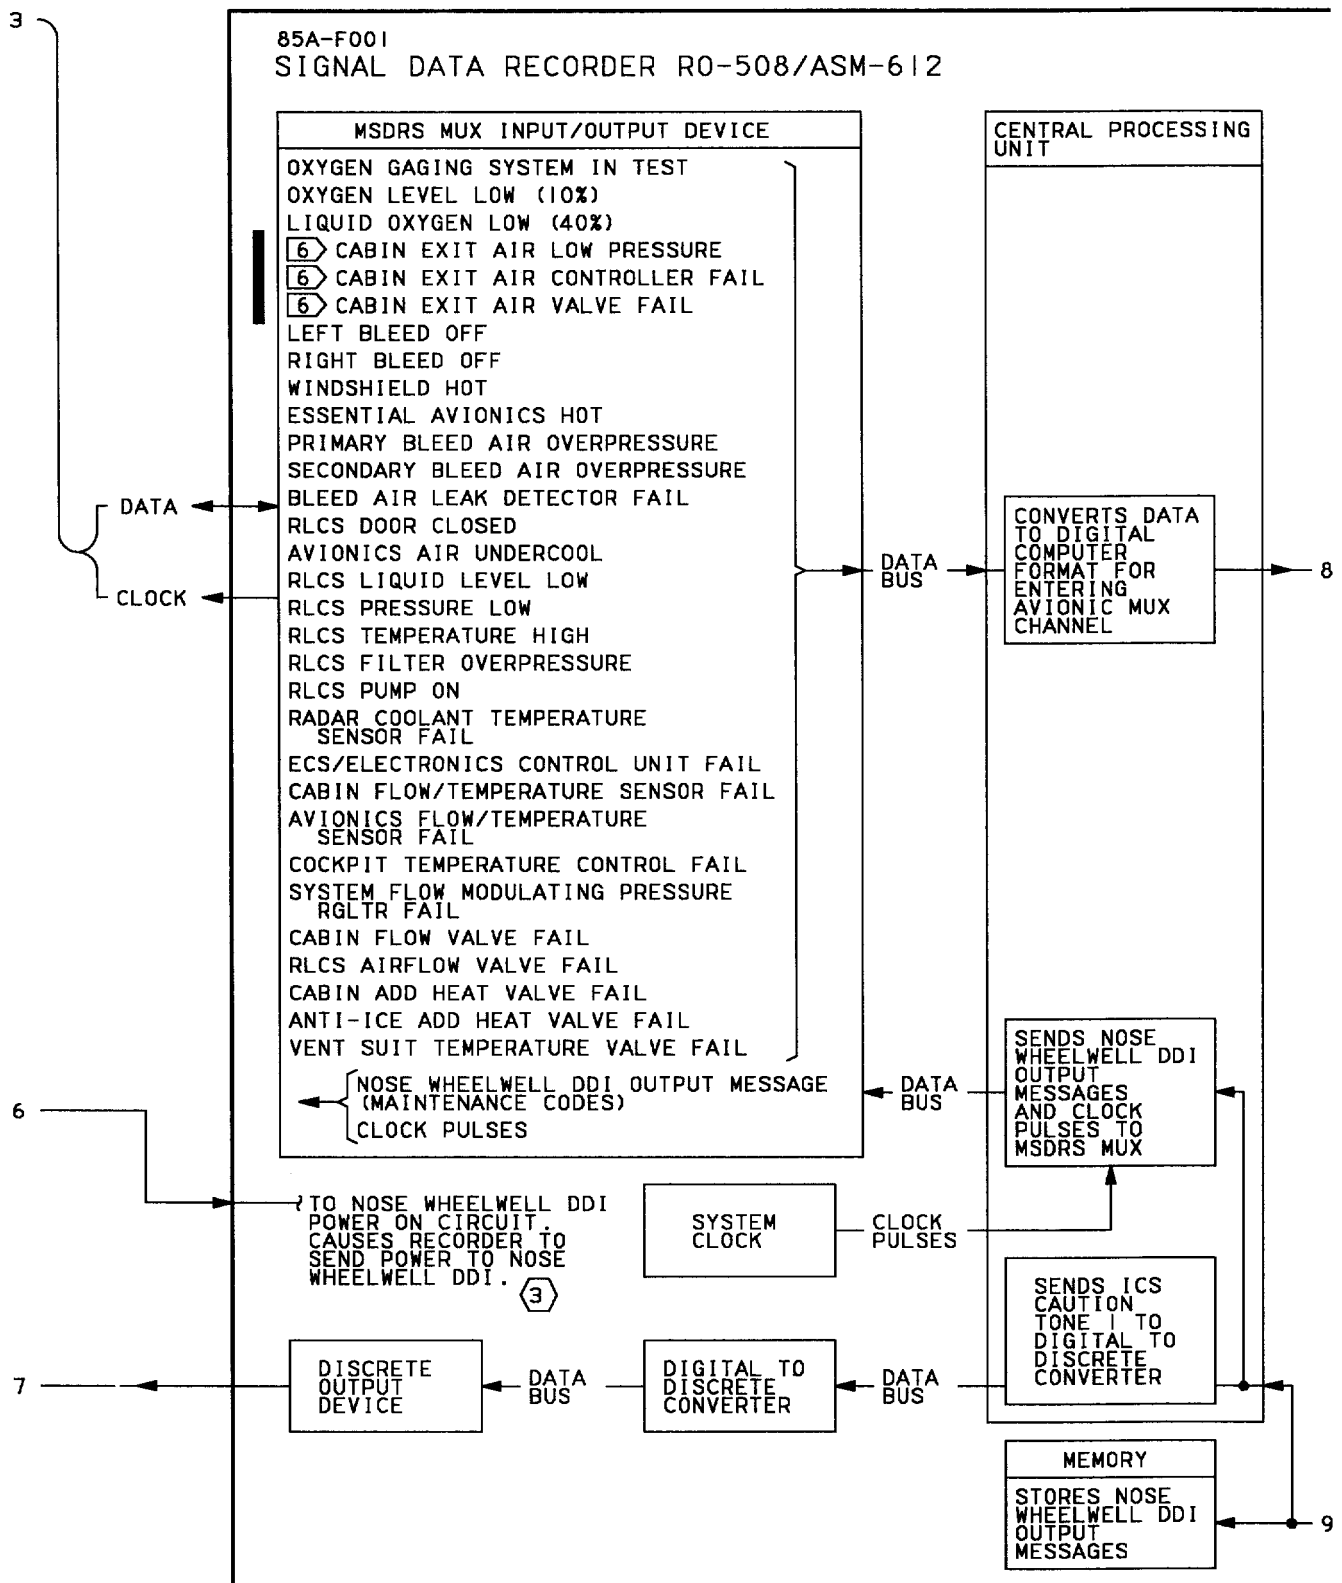 3
85A-F001
SIGNAL DATA RECORDER RO-508/ASM-612
MSDRS MUX INPUT/OUTPUT DEVICE
OXYGEN GAGING SYSTEM IN TEST
OXYGEN LEVEL LOW (10%)
LIQUID OXYGEN LOW (40%)
6 CABIN EXIT AIR LOW PRESSURE
6 CABIN EXIT AIR CONTROLLER FAIL
6 CABIN EXIT AIR VALVE FAIL
LEFT BLEED OFF
RIGHT BLEED OFF
WINDSHIELD HOT
ESSENTIAL AVIONICS HOT
PRIMARY BLEED AIR OVERPRESSURE
SECONDARY BLEED AIR OVERPRESSURE
BLEED AIR LEAK DETECTOR FAIL
RLCS DOOR CLOSED
AVIONICS AIR UNDERCOOL
RLCS LIQUID LEVEL LOW
RLCS PRESSURE LOW
RLCS TEMPERATURE HIGH
RLCS FILTER OVERPRESSURE
RLCS PUMP ON
RADAR COOLANT TEMPERATURE
SENSOR FAIL
ECS/ELECTRONICS CONTROL UNIT FAIL
CABIN FLOW/TEMPERATURE SENSOR FAIL
AVIONICS FLOW/TEMPERATURE
SENSOR FAIL
COCKPIT TEMPERATURE CONTROL FAIL
SYSTEM FLOW MODULATING PRESSURE
RGLTR FAIL
CABIN FLOW VALVE FAIL
RLCS AIRFLOW VALVE FAIL
CABIN ADD HEAT VALVE FAIL
ANTI-ICE ADD HEAT VALVE FAIL
VENT SUIT TEMPERATURE VALVE FAIL
NOSE WHEELWELL DDI OUTPUT MESSAGE
(MAINTENANCE CODES)
CLOCK PULSES
DATA
CLOCK
DATA
BUS
CENTRAL PROCESSING
UNIT
CONVERTS DATA
TO DIGITAL
COMPUTER
FORMAT FOR
ENTERING
AVIONIC MUX
CHANNEL
8
DATA
BUS
SENDS NOSE
WHEELWELL DDI
OUTPUT
MESSAGES
AND CLOCK
PULSES TO
MSDRS MUX
6
TO NOSE WHEELWELL DDI
POWER ON CIRCUIT.
CAUSES RECORDER TO
SEND POWER TO NOSE
WHEELWELL DDI.
3
SYSTEM
CLOCK
CLOCK
PULSES
SENDS ICS
CAUTION
TONE 1 TO
DIGITAL TO
DISCRETE
CONVERTER
7
DISCRETE
OUTPUT
DEVICE
DATA
BUS
DIGITAL TO
DISCRETE
CONVERTER
DATA
BUS
MEMORY
STORES NOSE
WHEELWELL DDI
OUTPUT
MESSAGES
9